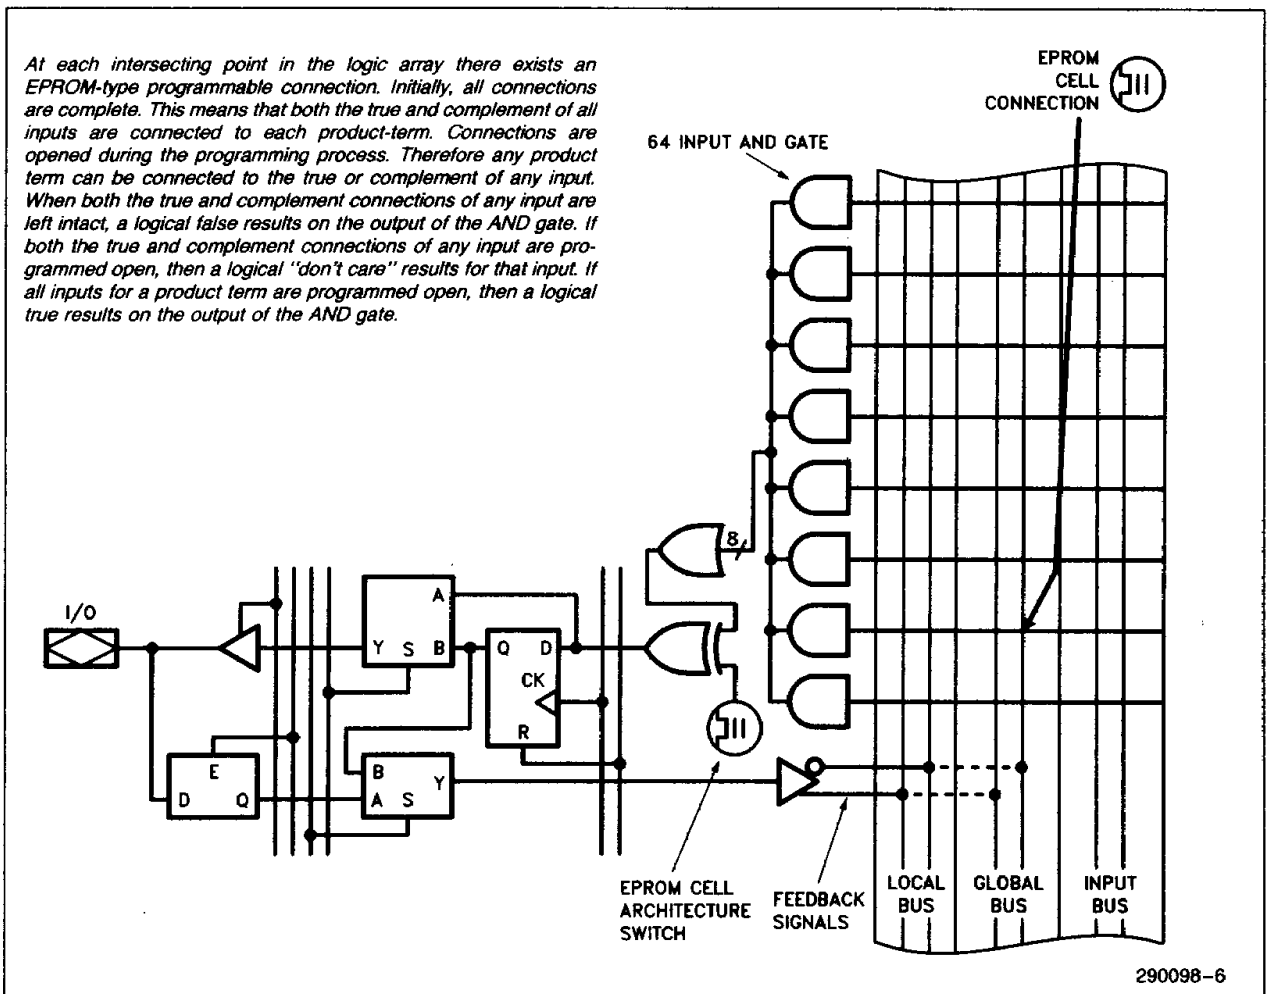 At each intersecting point in the logic array there exists an
EPROM-type programmable connection. Initially, all connections
are complete. This means that both the true and complement of all
inputs are connected to each product-term. Connections are
opened during the programming process. Therefore any product
term can be connected to the true or complement of any input.
When both the true and complement connections of any input are
left intact, a logical false results on the output of the AND gate. If
both the true and complement connections of any input are pro-
grammed open, then a logical "don't care" results for that input. If
all inputs for a product term are programmed open, then a logical
true results on the output of the AND gate.
EPROM
CELL
CONNECTION
64 INPUT AND GATE
8
I/O
A
Y S B
Q D
CK
R
E
D Q
B
A S
Y
EPROM CELL
ARCHITECTURE
SWITCH
FEEDBACK
SIGNALS
LOCAL
BUS
GLOBAL
BUS
INPUT
BUS
290098-6